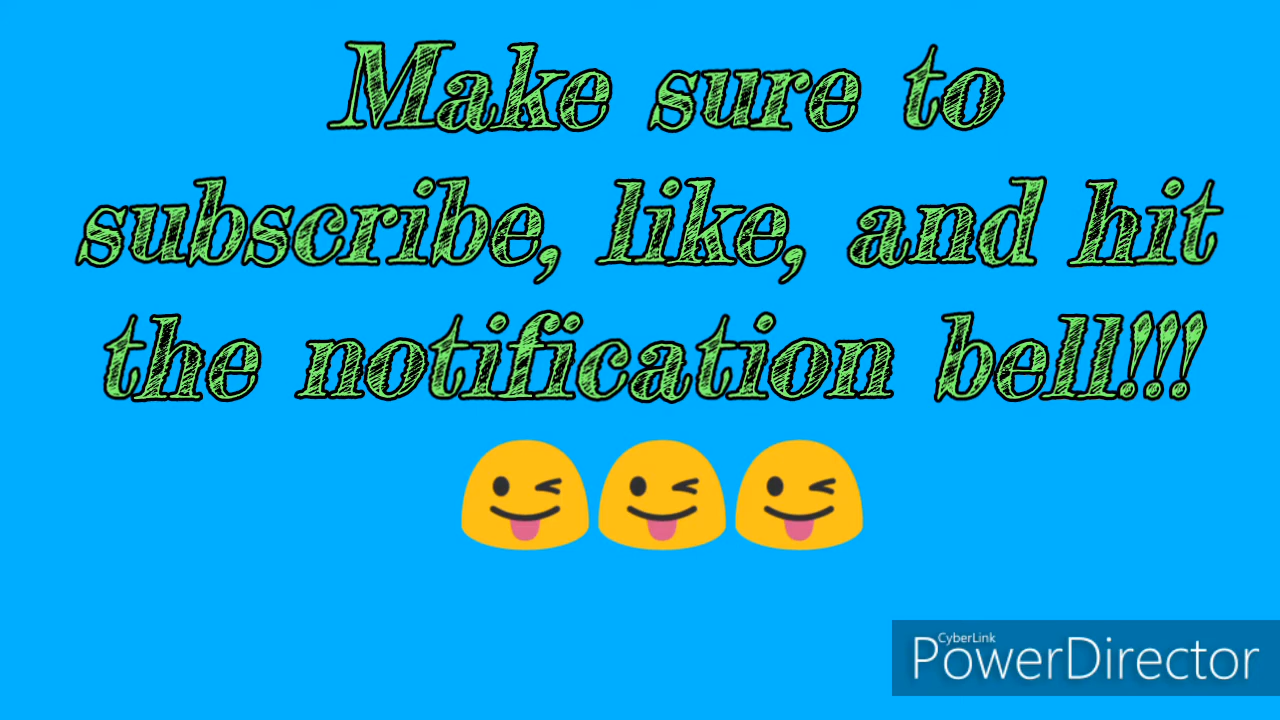 Make sure to
subscribe, like, and hit
the notification bell!!!
😜😜😜
CyberLink
PowerDirector